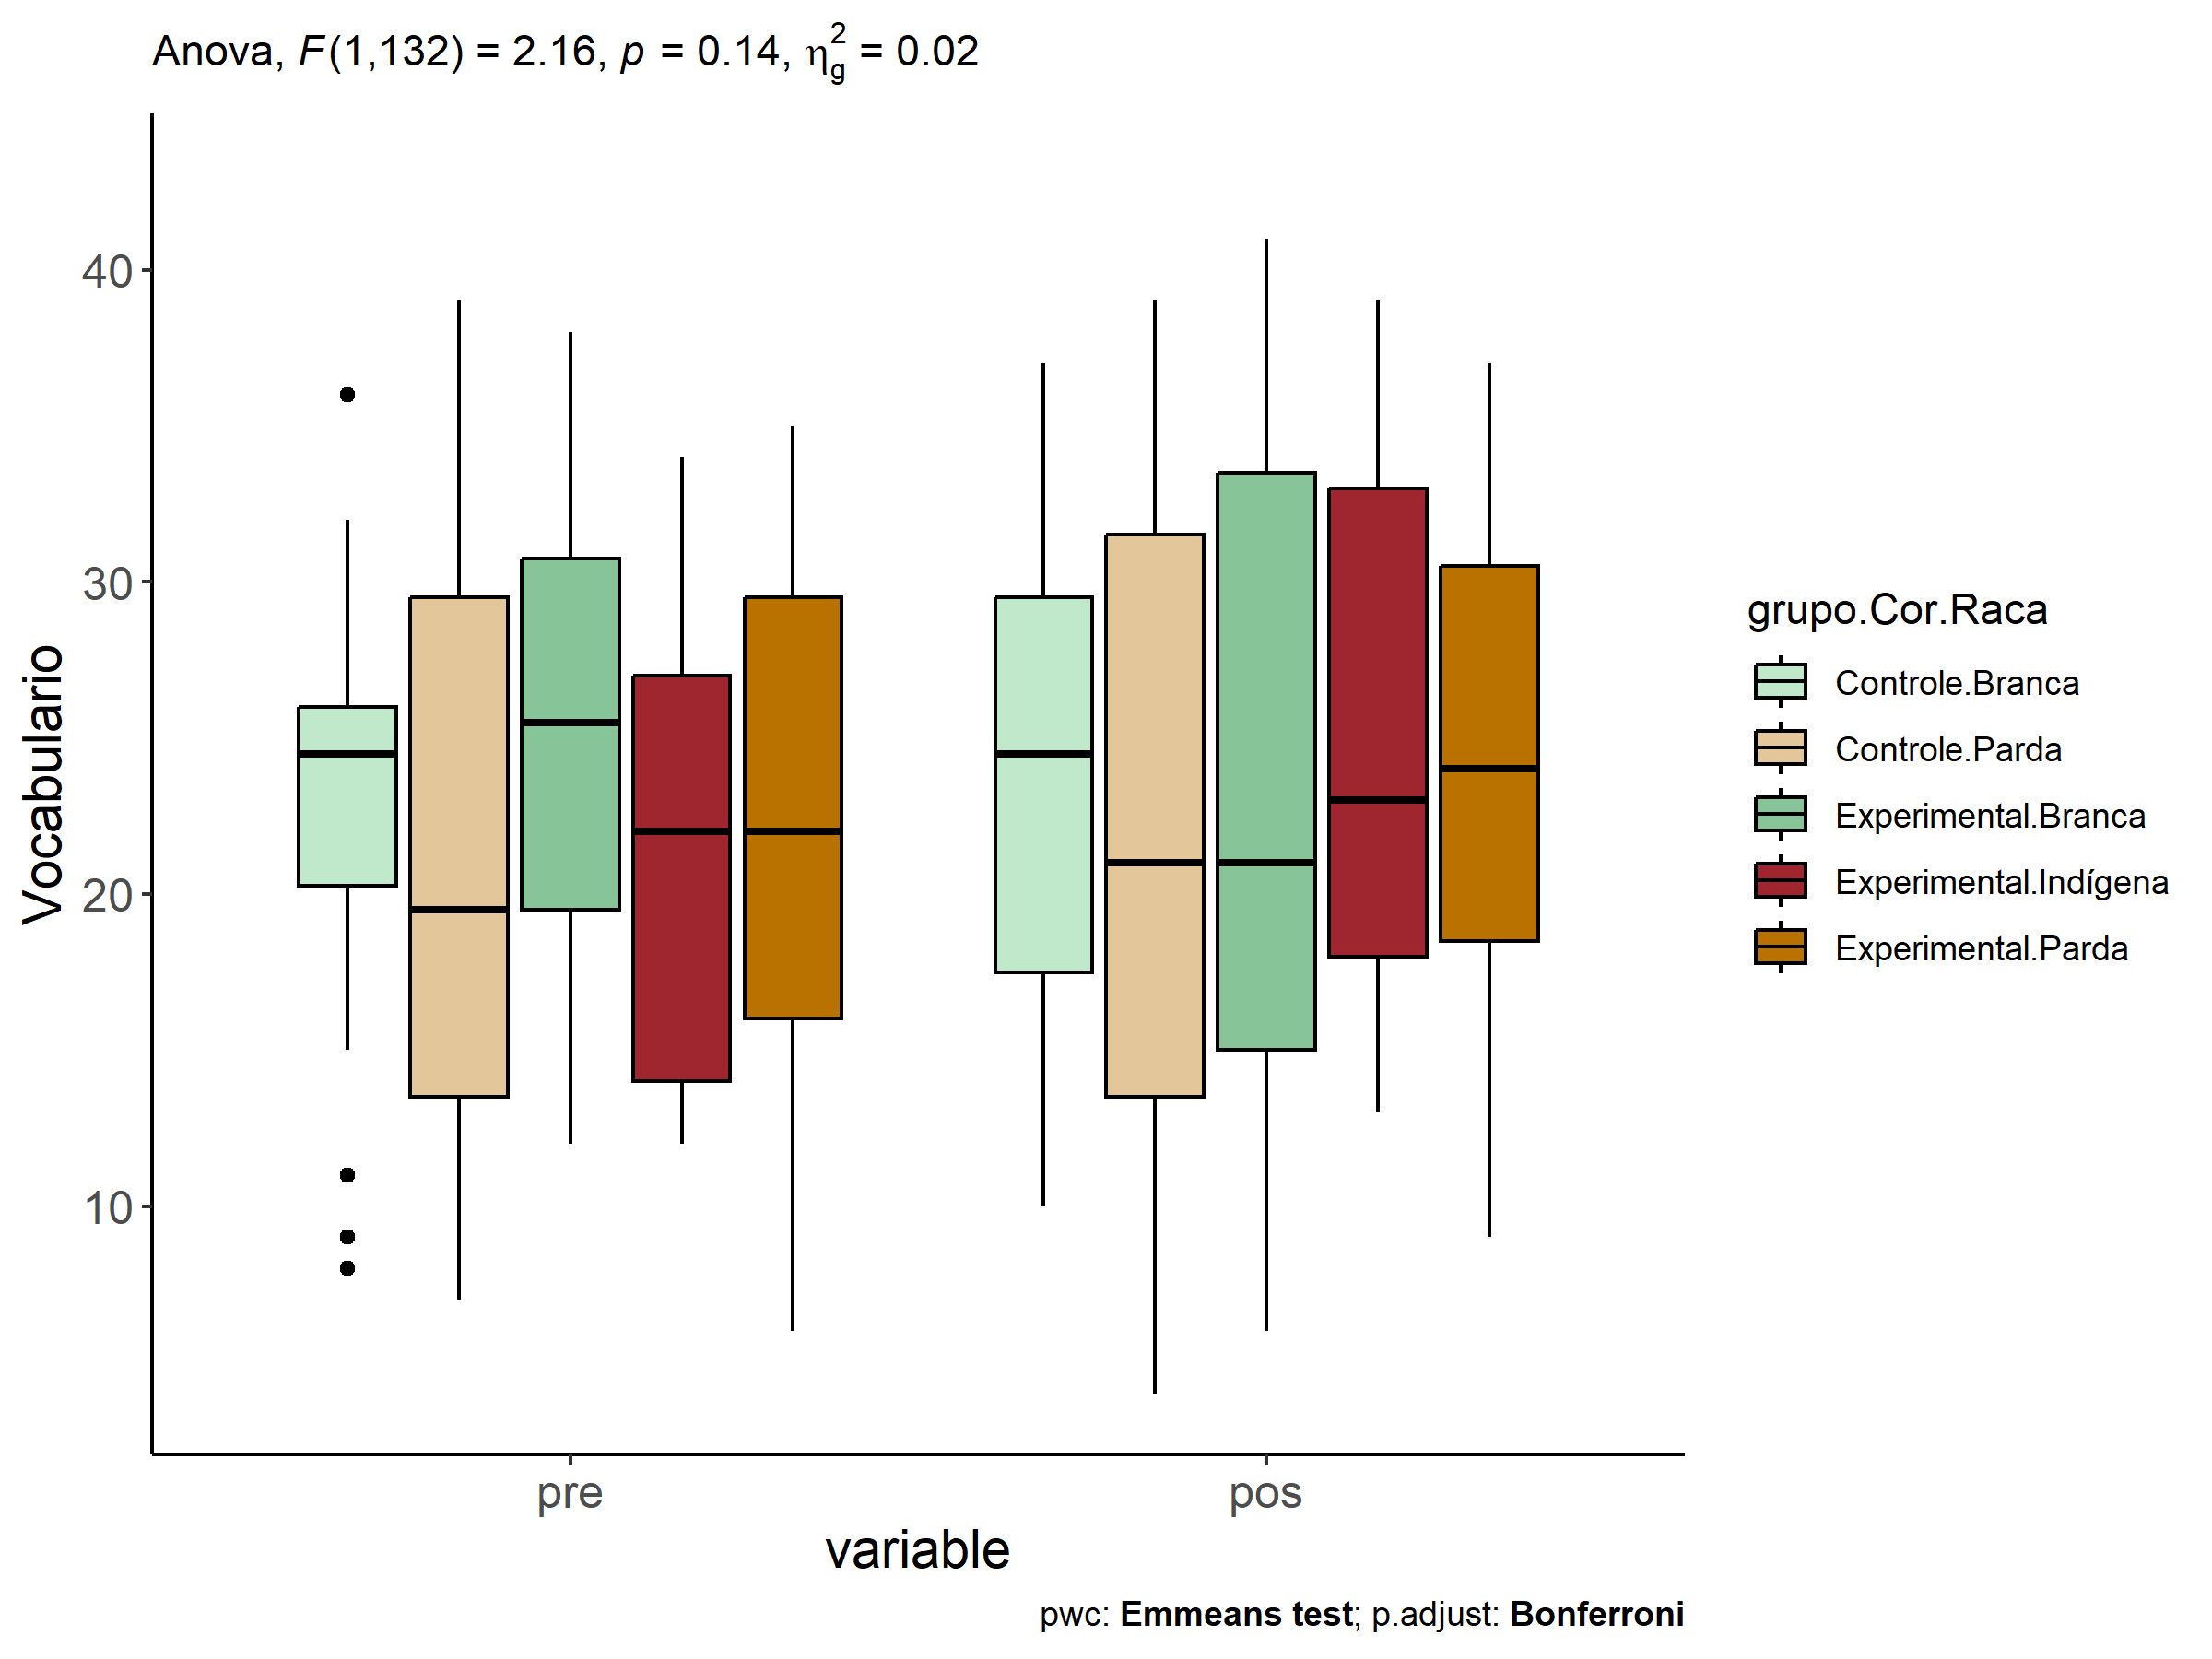 Anova, F(1,132) = 2.16, p = 0.14, η²g = 0.02
Vocabulario
40
30
20
10
pre
pos
variable
grupo.Cor.Raca
Controle.Branca
Controle.Parda
Experimental.Branca
Experimental.Indígena
Experimental.Parda
pwc: Emmeans test; p.adjust: Bonferroni